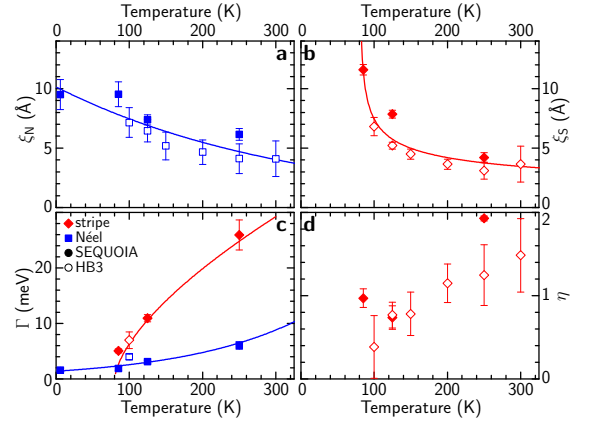 Temperature (K) Temperature (K)
0 100 200 300 0 100 200 300
a b
10 10
5 5
0 0
ξN (Å) ξS (Å)
c d
stripe
Néel
SEQUOIA
HB3
20
10
0
Γ (meV)
2
1
0
η
0 100 200 300 0 100 200 300
Temperature (K) Temperature (K)